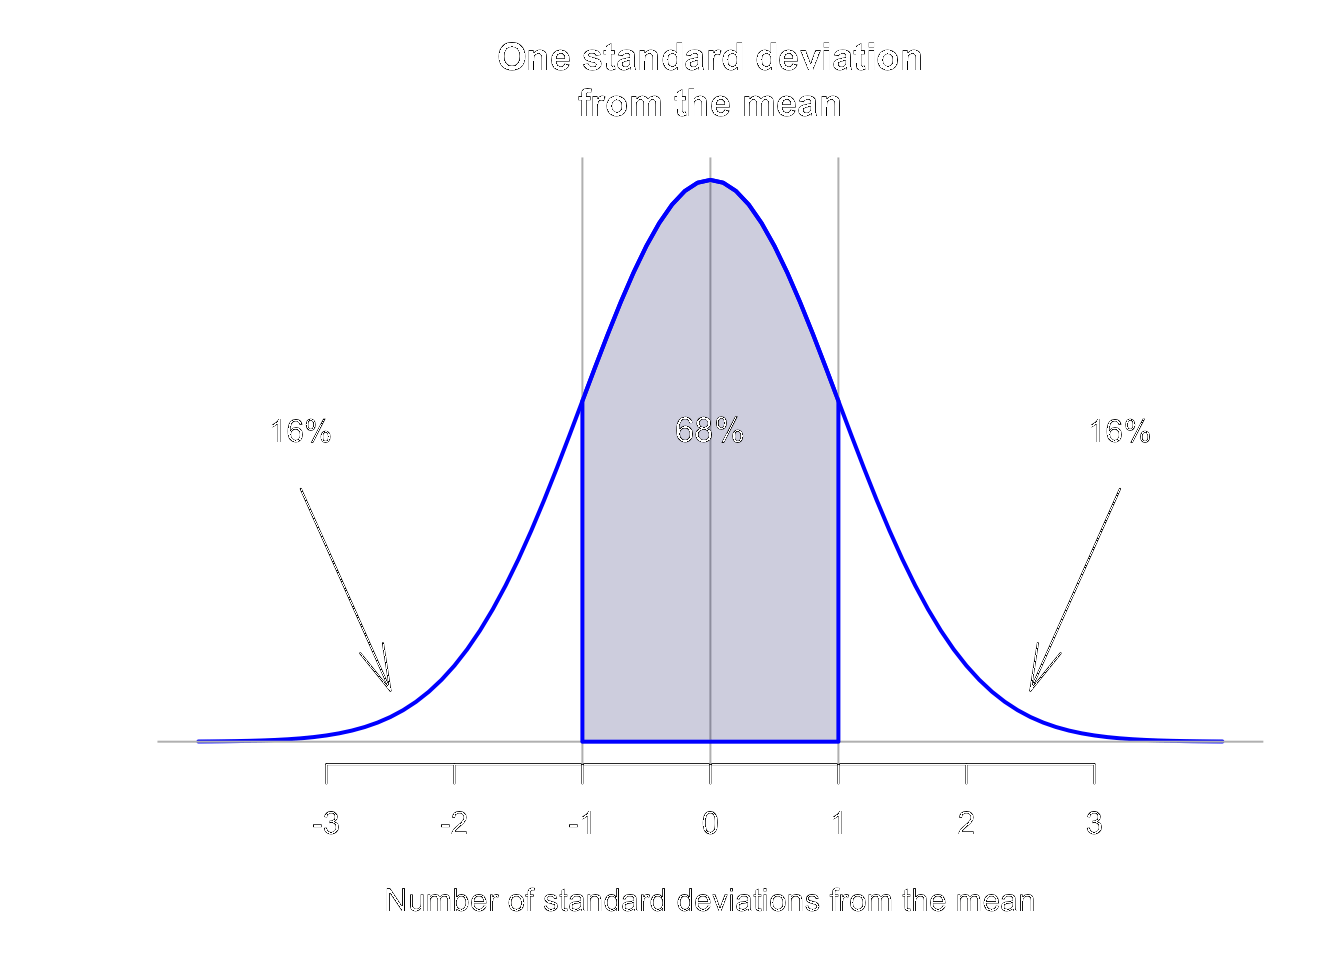 One standard deviation
from the mean
16%
68%
16%
-3 -2 -1 0 1 2 3
Number of standard deviations from the mean